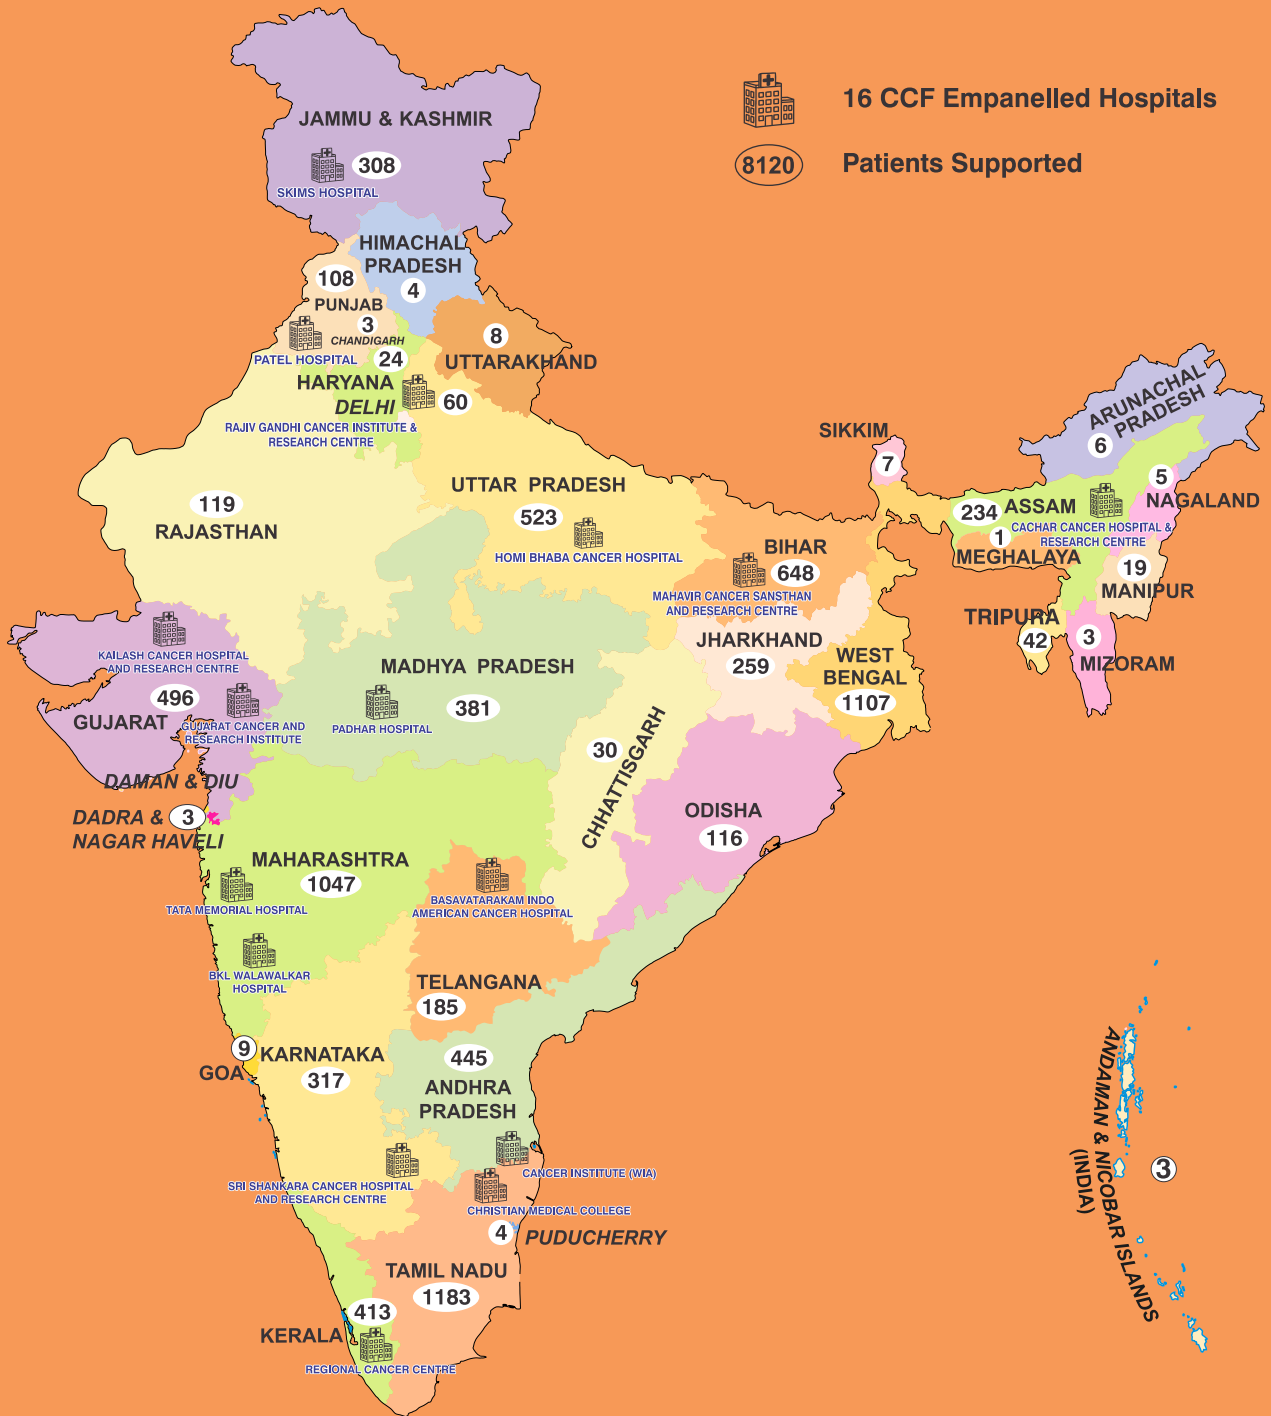 16 CCF Empanelled Hospitals
8120
Patients Supported
JAMMU & KASHMIR
308
SKIMS HOSPITAL
HIMACHAL
PRADESH
4
108
PUNJAB
3
CHANDIGARH
PATEL HOSPITAL
24
8
UTTARAKHAND
HARYANA
DELHI
60
RAJIV GANDHI CANCER INSTITUTE &
RESEARCH CENTRE
ARUNACHAL
PRADESH
6
SIKKIM
7
119
RAJASTHAN
UTTAR PRADESH
523
HOMI BHABA CANCER HOSPITAL
5
NAGALAND
234
ASSAM
CACHAR CANCER HOSPITAL &
RESEARCH CENTRE
1
MEGHALAYA
BIHAR
648
MAHAVIR CANCER SANSTHAN
AND RESEARCH CENTRE
19
MANIPUR
TRIPURA
42
3
MIZORAM
JHARKHAND
259
WEST
BENGAL
1107
KAILASH CANCER HOSPITAL
AND RESEARCH CENTRE
496
GUJARAT
GUJARAT CANCER AND
RESEARCH INSTITUTE
MADHYA PRADESH
381
PADHAR HOSPITAL
30
CHHATTISGARH
DAMAN & DIU
DADRA &
NAGAR HAVELI
3
ODISHA
116
MAHARASHTRA
1047
TATA MEMORIAL HOSPITAL
BASAVATARAKAM INDO
AMERICAN CANCER HOSPITAL
BKL WALAWALKAR
HOSPITAL
TELANGANA
185
9
GOA
KARNATAKA
317
445
ANDHRA
PRADESH
CANCER INSTITUTE (WIA)
SRI SHANKARA CANCER HOSPITAL
AND RESEARCH CENTRE
CHRISTIAN MEDICAL COLLEGE
4
PUDUCHERRY
TAMIL NADU
1183
413
KERALA
REGIONAL CANCER CENTRE
ANDAMAN & NICOBAR ISLANDS
(INDIA)
3